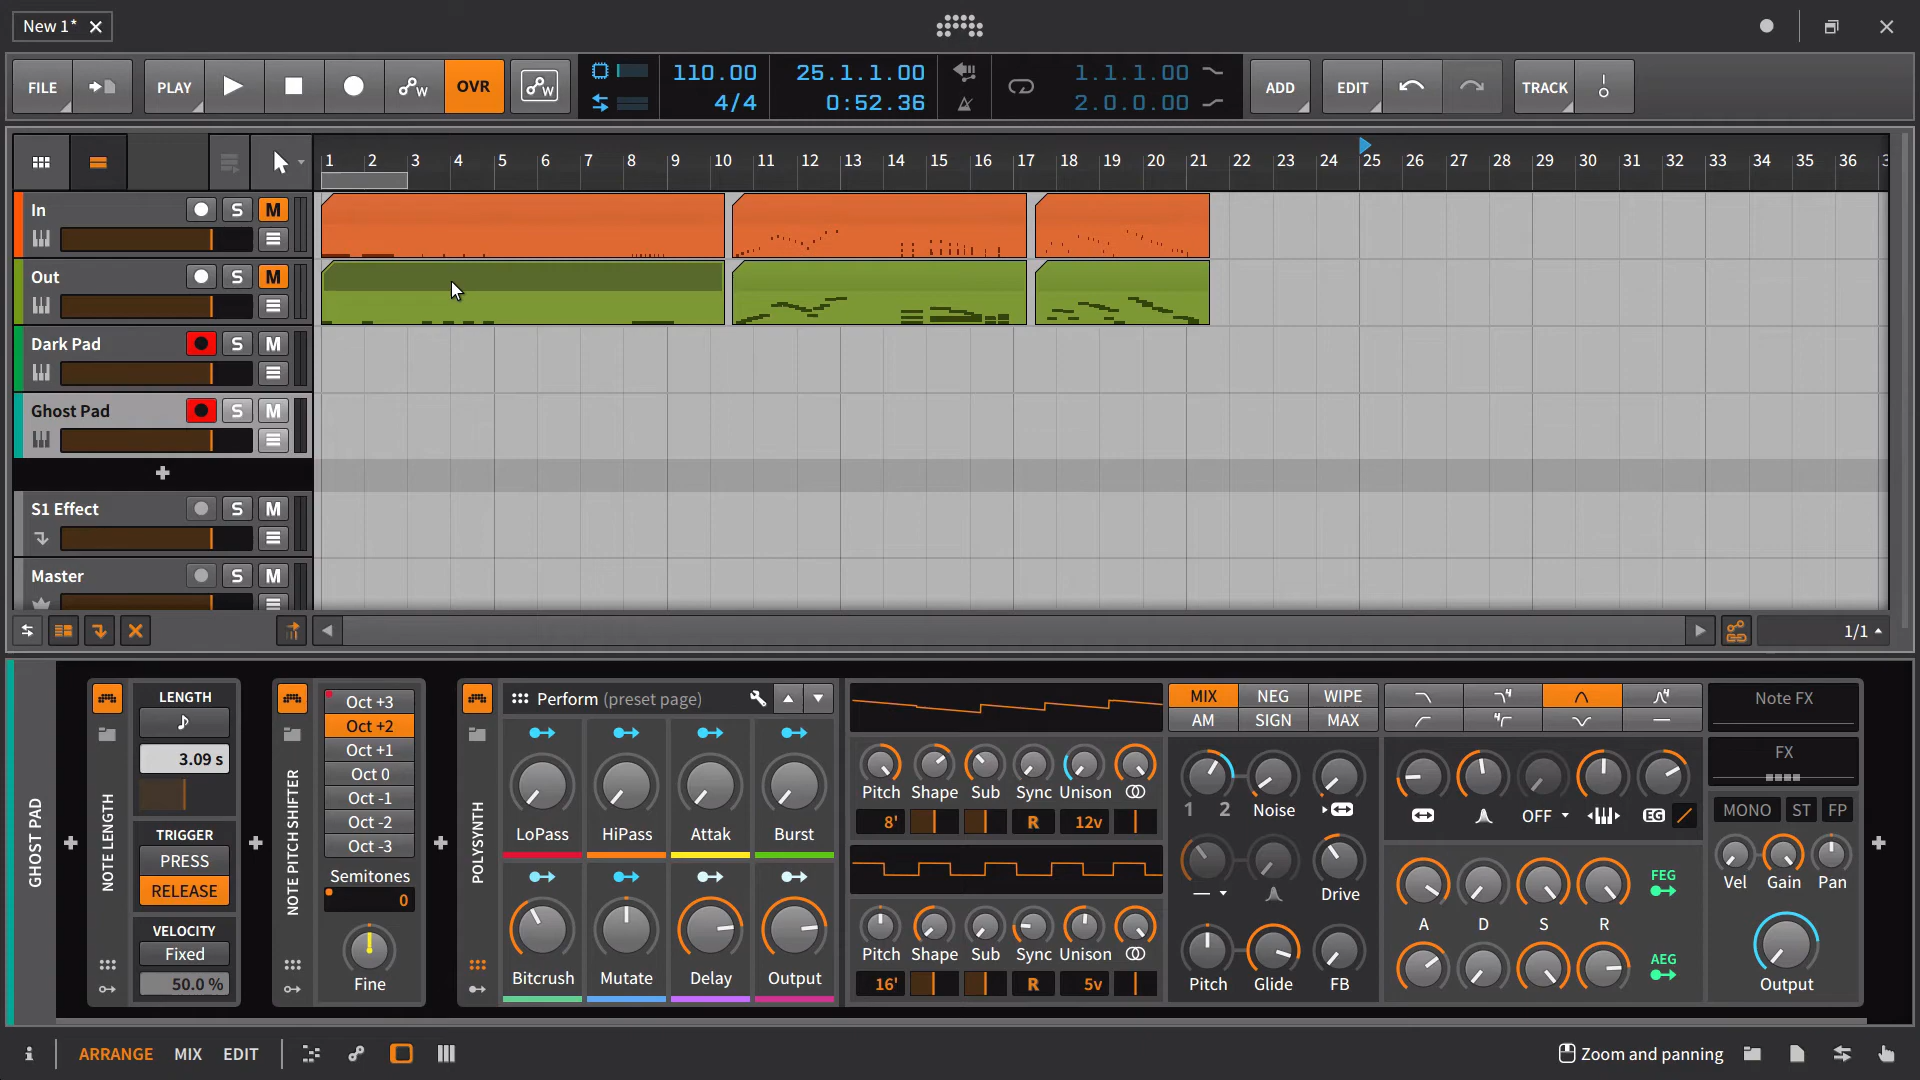 New 1*
FILE
PLAY
OVR
110.00
4/4
25.1.1.00
0:52.36
1.1.1.00
2.0.0.00
ADD
EDIT
TRACK
1 2 3 4 5 6 7 8 9 10 11 12 13 14 15 16 17 18 19 20 21 22 23 24 25 26 27 28 29 30 31 32 33 34 35 36
In S M
Out S M
Dark Pad S M
Ghost Pad S M
S1 Effect S M
Master S M
1/1
GHOST PAD
NOTE LENGTH
LENGTH
3.09 s
TRIGGER
PRESS
RELEASE
VELOCITY
Fixed
50.0 %
NOTE PITCH SHIFTER
Oct +3
Oct +2
Oct +1
Oct 0
Oct -1
Oct -2
Oct -3
Semitones
0
Fine
POLYSYNTH
Perform (preset page)
LoPass HiPass Attak Burst
Bitcrush Mutate Delay Output
Pitch Shape Sub Sync Unison
8' R 12v
Pitch Shape Sub Sync Unison
16' R 5v
MIX NEG WIPE
AM SIGN MAX
1 2 Noise
Drive
Pitch Glide FB
OFF EG
FEG
A D S R
AEG
Note FX
FX
MONO ST FP
Vel Gain Pan
Output
ARRANGE MIX EDIT
Zoom and panning